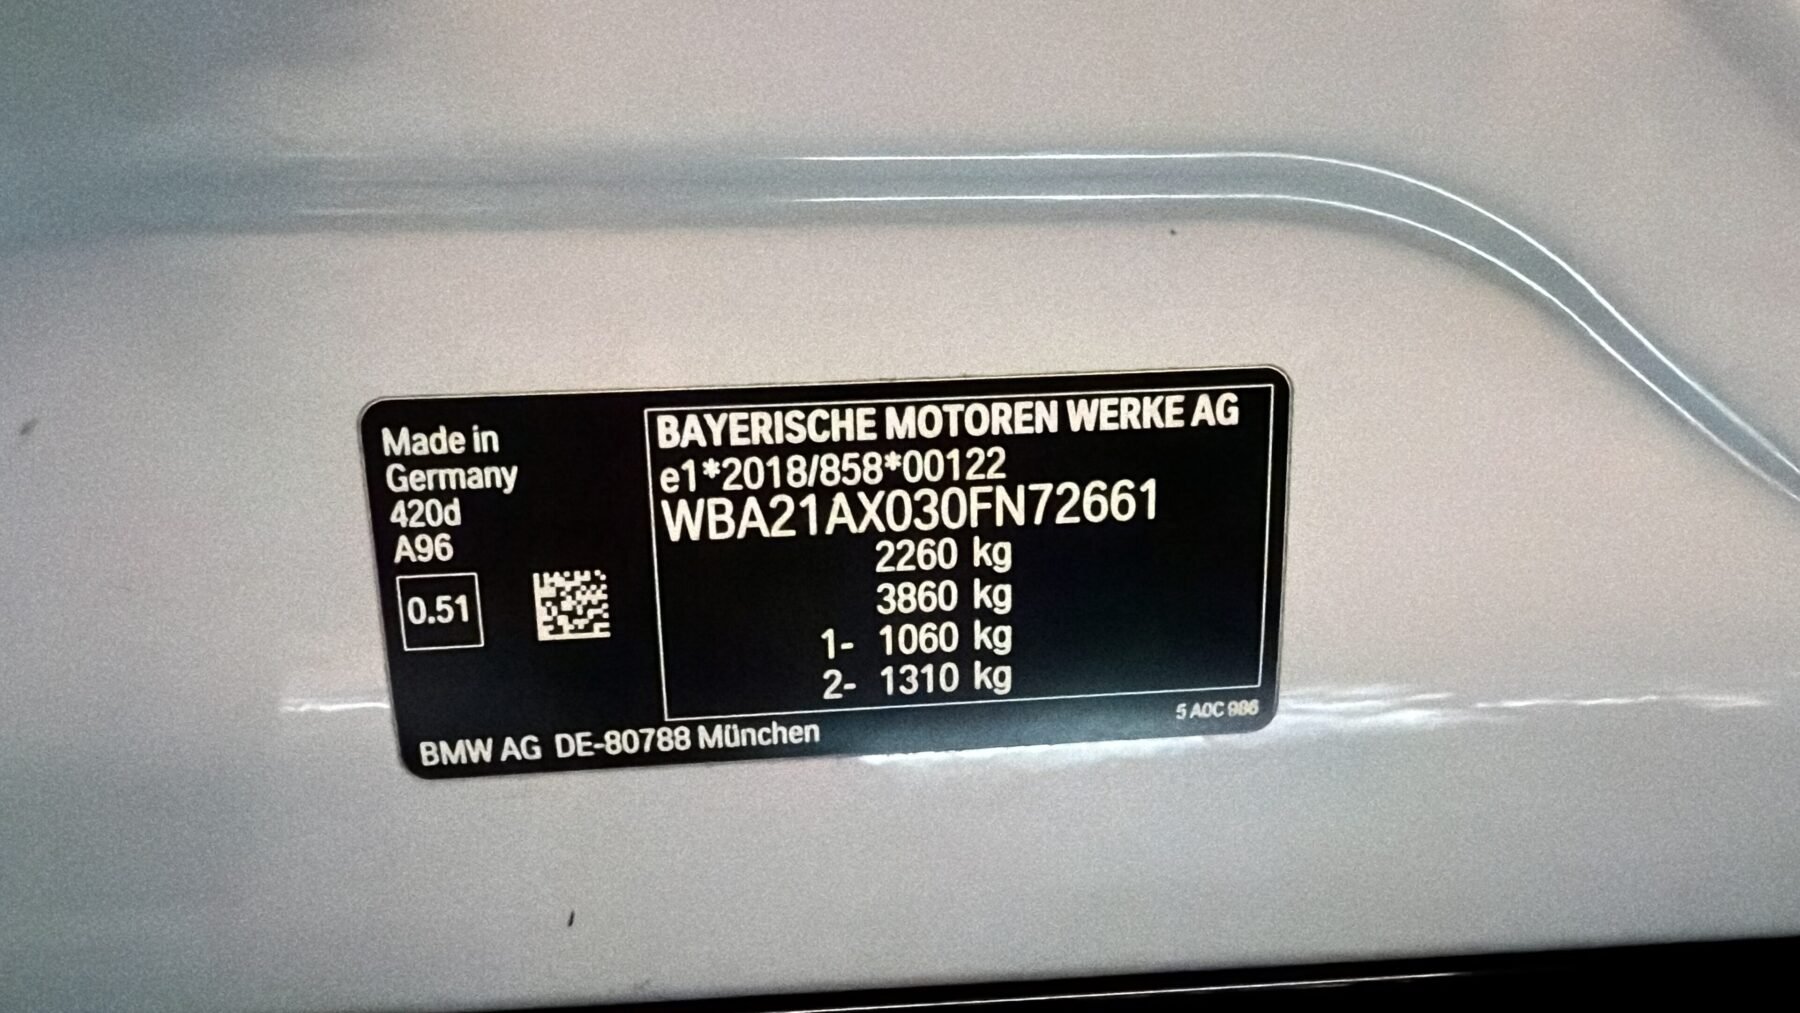 Made in
Germany
420d
A96
0.51
BAYERISCHE MOTOREN WERKE AG
e1*2018/858*00122
WBA21AX030FN72661
2260 kg
3860 kg
1- 1060 kg
2- 1310 kg
BMW AG DE-80788 München
5 A0C 986